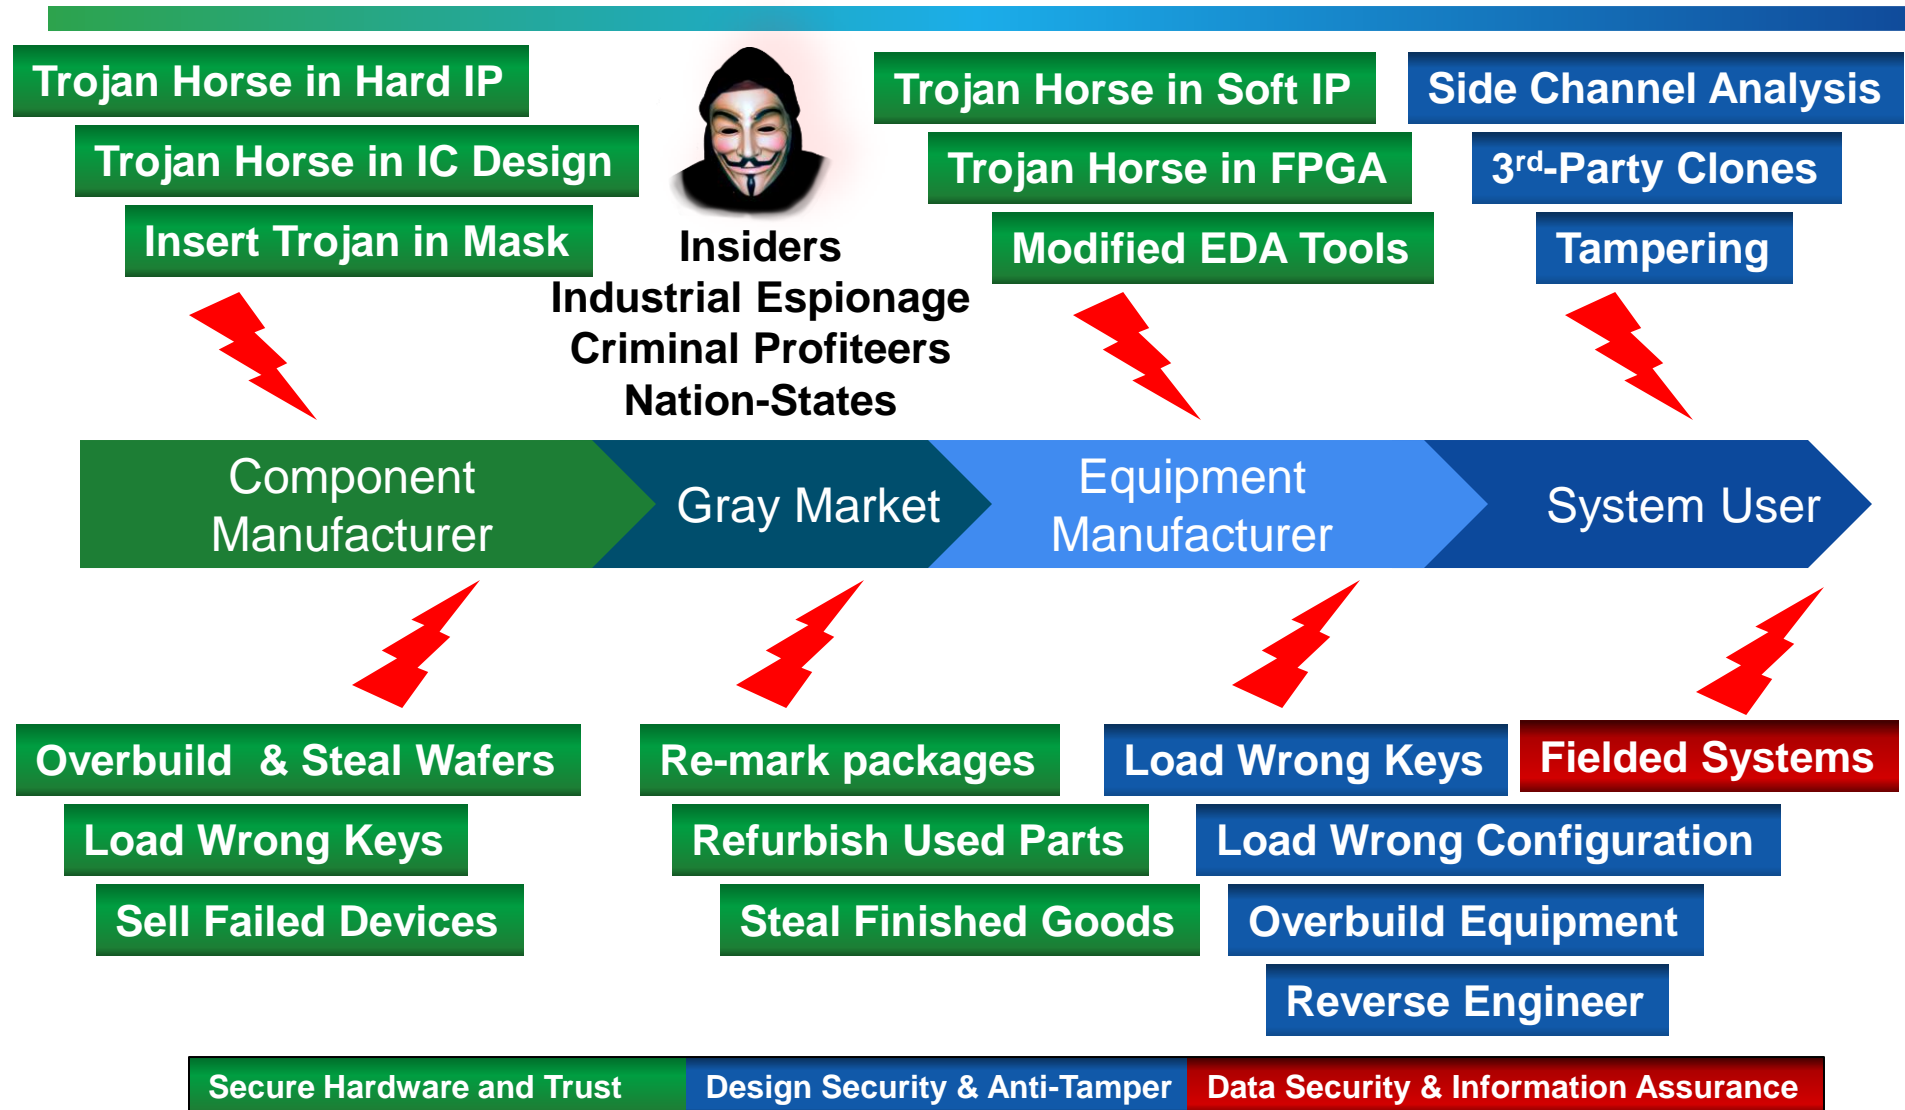 Trojan Horse in Hard IP
Trojan Horse in IC Design
Insert Trojan in Mask
Insiders
Industrial Espionage
Criminal Profiteers
Nation-States
Trojan Horse in Soft IP
Trojan Horse in FPGA
Modified EDA Tools
Side Channel Analysis
3rd-Party Clones
Tampering
Component
Manufacturer
Gray Market
Equipment
Manufacturer
System User
Overbuild & Steal Wafers
Load Wrong Keys
Sell Failed Devices
Re-mark packages
Refurbish Used Parts
Steal Finished Goods
Load Wrong Keys
Load Wrong Configuration
Overbuild Equipment
Reverse Engineer
Fielded Systems
Secure Hardware and Trust
Design Security & Anti-Tamper
Data Security & Information Assurance